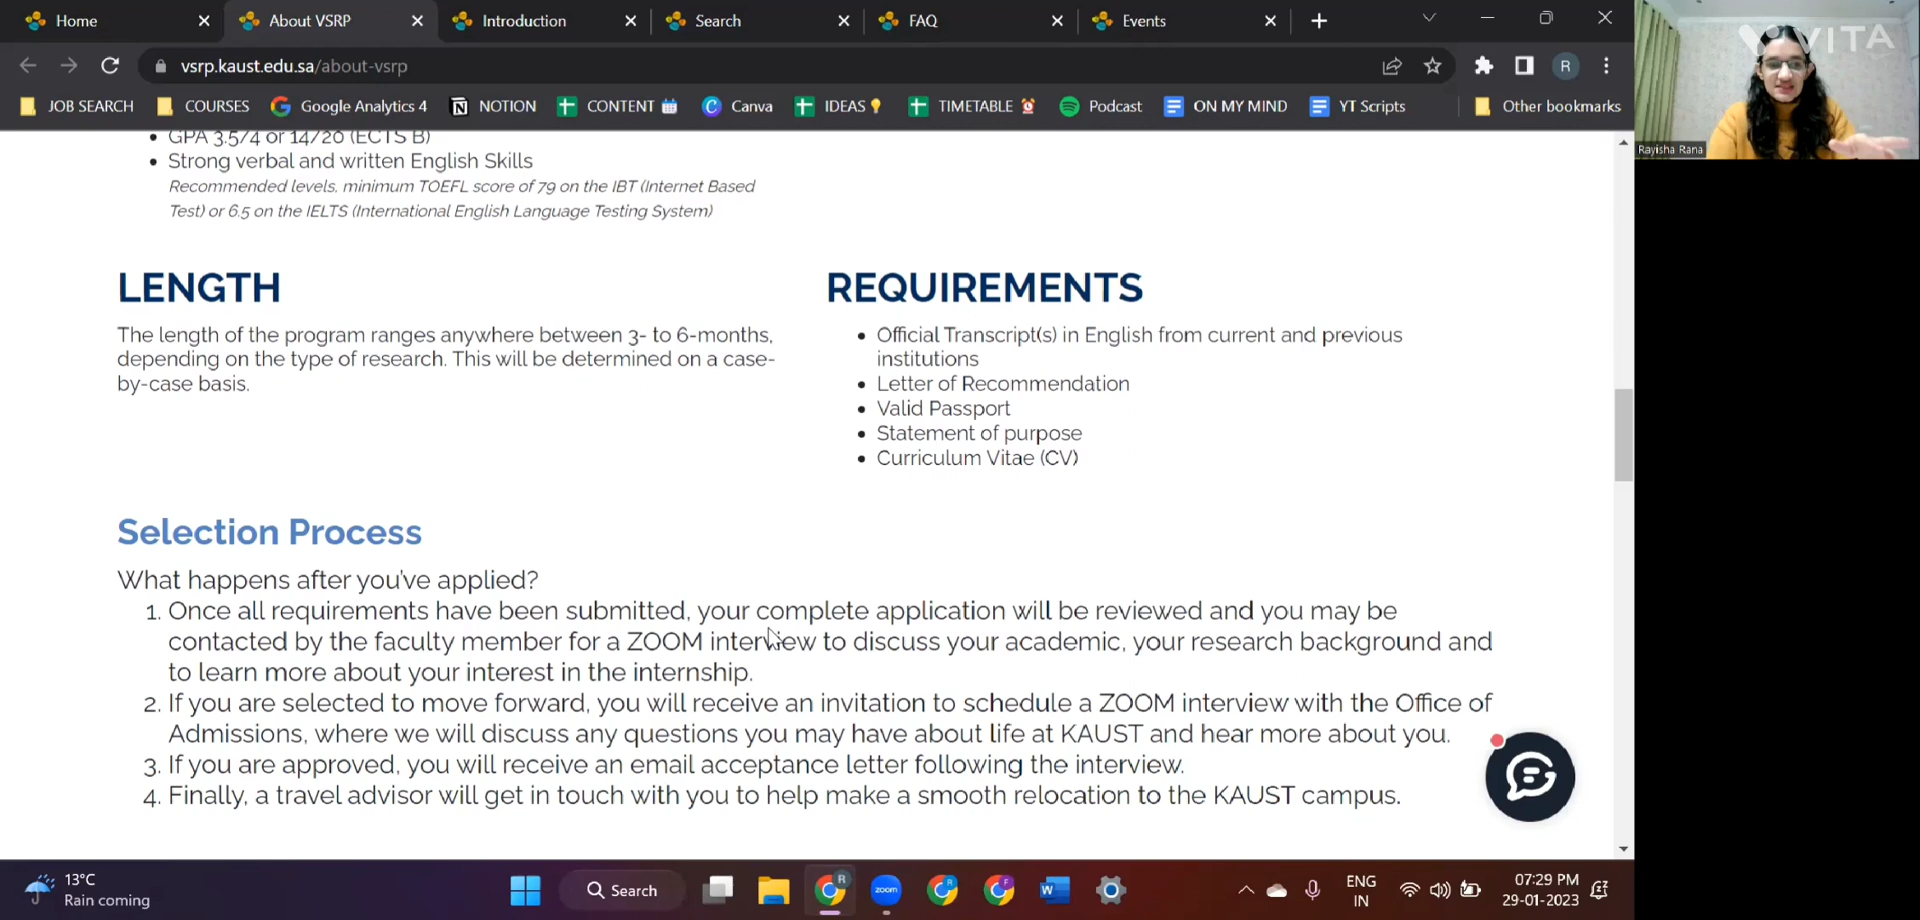 Home
About VSRP
Introduction
Search
FAQ
Events
VITA
vsrp.kaust.edu.sa/about-vsrp
R
JOB SEARCH
COURSES
Google Analytics 4
NOTION
CONTENT
Canva
IDEAS
TIMETABLE
Podcast
ON MY MIND
YT Scripts
Other bookmarks
Rayisha Rana
• GPA 3.5/4 or 14/20 (ECTS B)
• Strong verbal and written English Skills
Recommended levels, minimum TOEFL score of 79 on the IBT (Internet Based
Test) or 6.5 on the IELTS (International English Language Testing System)
LENGTH
The length of the program ranges anywhere between 3- to 6-months,
depending on the type of research. This will be determined on a case-
by-case basis.
REQUIREMENTS
• Official Transcript(s) in English from current and previous
institutions
• Letter of Recommendation
• Valid Passport
• Statement of purpose
• Curriculum Vitae (CV)
Selection Process
What happens after you've applied?
1. Once all requirements have been submitted, your complete application will be reviewed and you may be
contacted by the faculty member for a ZOOM interview to discuss your academic, your research background and
to learn more about your interest in the internship.
2. If you are selected to move forward, you will receive an invitation to schedule a ZOOM interview with the Office of
Admissions, where we will discuss any questions you may have about life at KAUST and hear more about you.
3. If you are approved, you will receive an email acceptance letter following the interview.
4. Finally, a travel advisor will get in touch with you to help make a smooth relocation to the KAUST campus.
13°C
Rain coming
Search
R
zoom
R
F
W
ENG
IN
07:29 PM
29-01-2023